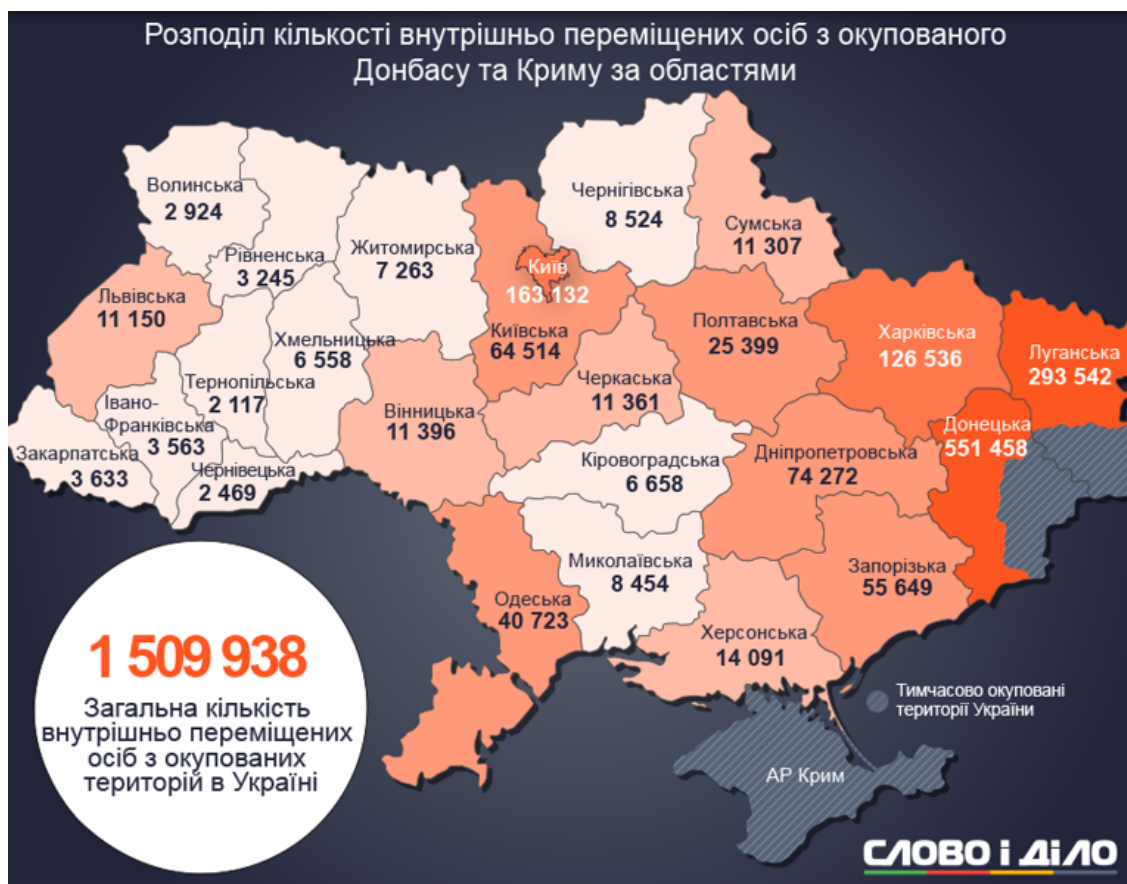 Розподіл кількості внутрішньо переміщених осіб з окупованого
Донбасу та Криму за областями
Волинська
2 924
Рівненська
3 245
Житомирська
7 263
Чернігівська
8 524
Сумська
11 307
Київ
163 132
Київська
64 514
Львівська
11 150
Хмельницька
6 558
Тернопільська
2 117
Івано-
Франківська
3 563
Закарпатська
3 633
Чернівецька
2 469
Вінницька
11 396
Черкаська
11 361
Полтавська
25 399
Харківська
126 536
Луганська
293 542
Донецька
551 458
Дніпропетровська
74 272
Кіровоградська
6 658
Миколаївська
8 454
Запорізька
55 649
Одеська
40 723
Херсонська
14 091
АР Крим
Тимчасово окуповані
території України
1 509 938
Загальна кількість
внутрішньо переміщених
осіб з окупованих
територій в Україні
СЛОВО і ДіЛО